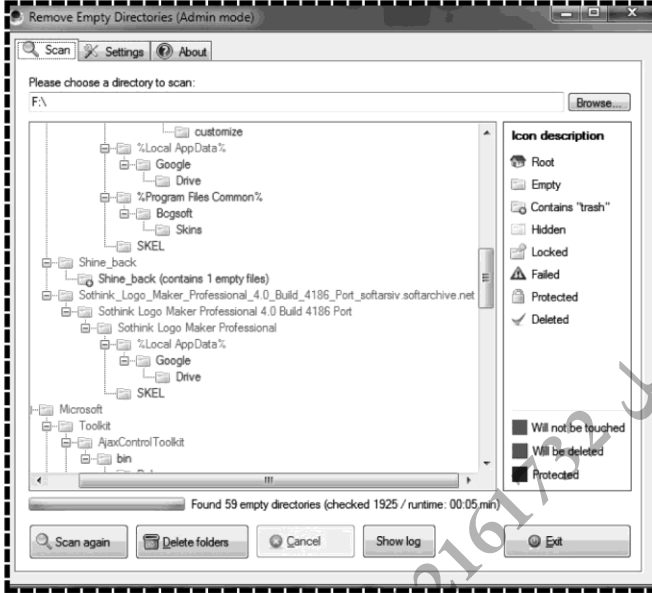 Remove Empty Directories (Admin mode)
Scan Settings About
Please choose a directory to scan:
F:\
Browse...
customize
%Local AppData%
Google
Drive
%Program Files Common%
Bcgsoft
Skins
SKEL
Shine_back
Shine_back (contains 1 empty files)
Sothink_Logo_Maker_Professional_4.0_Build_4186_Port_softarsiv.softarchive.net
Sothink Logo Maker Professional 4.0 Build 4186 Port
Sothink Logo Maker Professional
%Local AppData%
Google
Drive
SKEL
Microsoft
Toolkit
AjaxControlToolkit
bin
Icon description
Root
Empty
Contains "trash"
Hidden
Locked
Failed
Protected
Deleted
Will not be touched
Will be deleted
Protected
Found 59 empty directories (checked 1925 / runtime: 00:05 min)
Scan again Delete folders Cancel Show log Exit
2161732